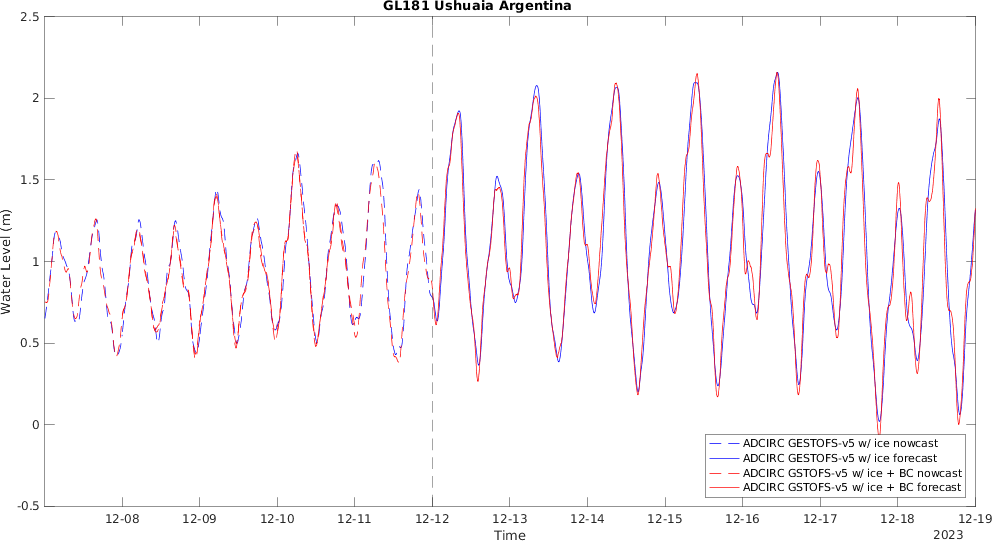 GL181 Ushuaia Argentina
2.5
2
1.5
1
0.5
0
-0.5
Water Level (m)
ADCIRC GESTOFS-v5 w/ ice nowcast
ADCIRC GESTOFS-v5 w/ ice forecast
ADCIRC GSTOFS-v5 w/ ice + BC nowcast
ADCIRC GSTOFS-v5 w/ ice + BC forecast
12-08 12-09 12-10 12-11 12-12 12-13 12-14 12-15 12-16 12-17 12-18 12-19
Time
2023